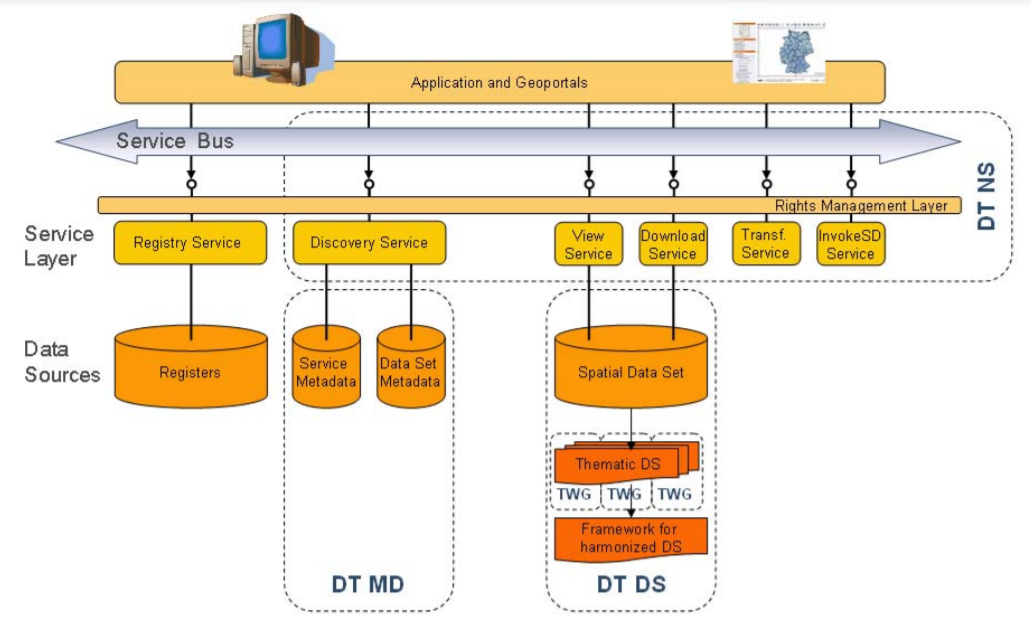 Application and Geoportals
Service Bus
DT NS
Rights Management Layer
Service
Layer
Registry Service
Discovery Service
View
Service
Download
Service
Transf.
Service
InvokeSD
Service
Data
Sources
Registers
Service
Metadata
Data Set
Metadata
Spatial Data Set
Thematic DS
TWG
TWG
TWG
Framework for
harmonized DS
DT MD
DT DS